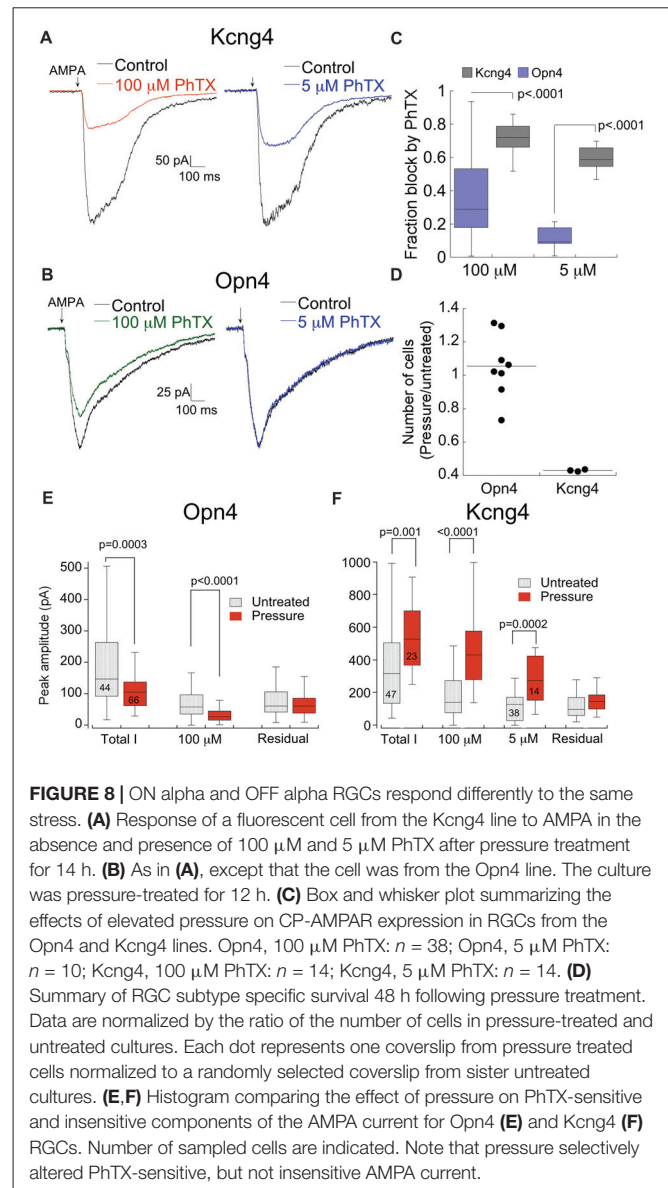 A
Kcng4
AMPA
Control
100 μM PhTX
Control
5 μM PhTX
50 pA
100 ms
B
Opn4
AMPA
Control
100 μM PhTX
Control
5 μM PhTX
25 pA
100 ms
C
Kcng4 Opn4
p<.0001
p<.0001
Fraction block by PhTX
1
0.8
0.6
0.4
0.2
0
100 μM 5 μM
D
Number of cells
(Pressure/untreated)
1.4
1.2
1
0.8
0.6
0.4
Opn4 Kcng4
E
Opn4
p=0.0003
p<0.0001
Untreated
Pressure
Peak amplitude (pA)
500
400
300
200
100
0
44
66
Total I 100 μM Residual
F
Kcng4
p=0.001 <0.0001
p=0.0002
Untreated
Pressure
1000
800
600
400
200
0
47
23
38
14
Total I 100 μM 5 μM Residual
FIGURE 8 | ON alpha and OFF alpha RGCs respond differently to the same
stress. (A) Response of a fluorescent cell from the Kcng4 line to AMPA in the
absence and presence of 100 μM and 5 μM PhTX after pressure treatment
for 14 h. (B) As in (A), except that the cell was from the Opn4 line. The culture
was pressure-treated for 12 h. (C) Box and whisker plot summarizing the
effects of elevated pressure on CP-AMPAR expression in RGCs from the
Opn4 and Kcng4 lines. Opn4, 100 μM PhTX: n = 38; Opn4, 5 μM PhTX:
n = 10; Kcng4, 100 μM PhTX: n = 14; Kcng4, 5 μM PhTX: n = 14. (D)
Summary of RGC subtype specific survival 48 h following pressure treatment.
Data are normalized by the ratio of the number of cells in pressure-treated and
untreated cultures. Each dot represents one coverslip from pressure treated
cells normalized to a randomly selected coverslip from sister untreated
cultures. (E,F) Histogram comparing the effect of pressure on PhTX-sensitive
and insensitive components of the AMPA current for Opn4 (E) and Kcng4 (F)
RGCs. Number of sampled cells are indicated. Note that pressure selectively
altered PhTX-sensitive, but not insensitive AMPA current.